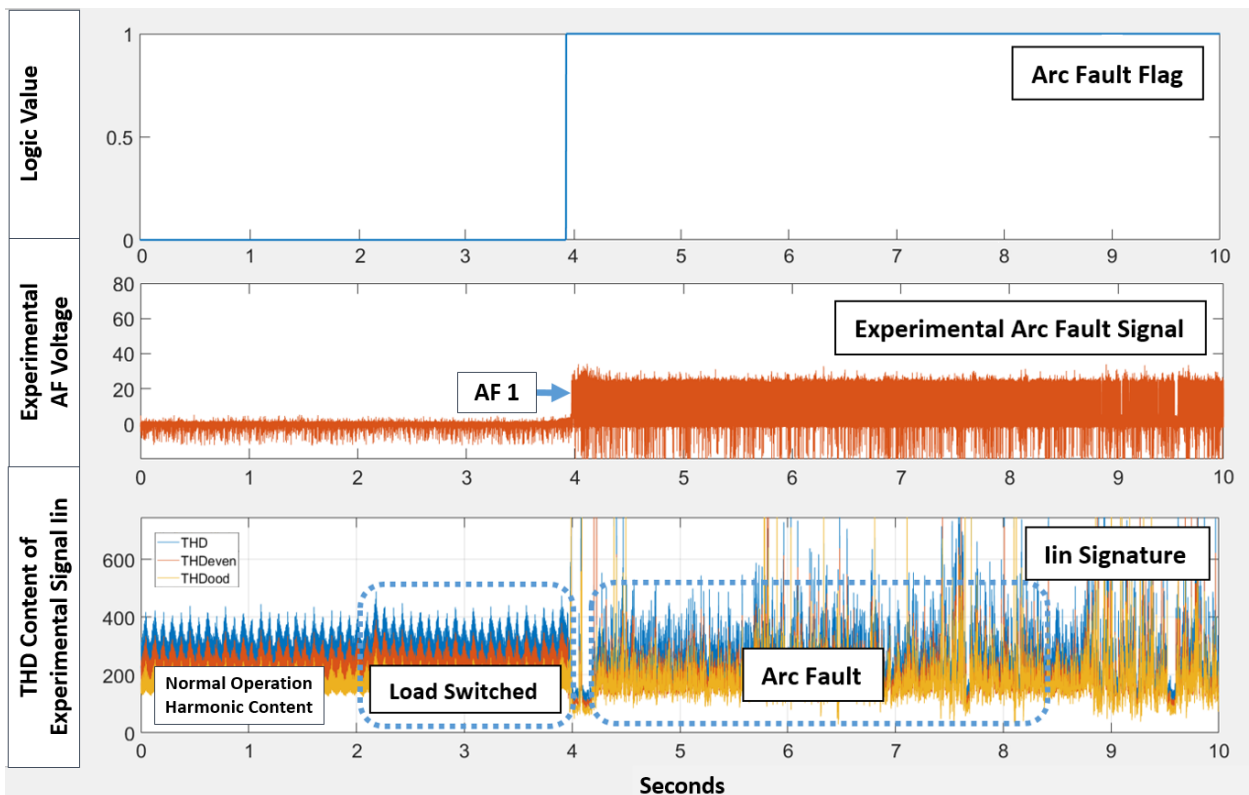 Logic Value
1
0.5
0
Arc Fault Flag
0 1 2 3 4 5 6 7 8 9 10
Experimental
AF Voltage
80
60
40
20
0
Experimental Arc Fault Signal
AF 1
0 1 2 3 4 5 6 7 8 9 10
THD Content of
Experimental Signal Iin
600
400
200
0
THD
THDeven
THDood
Iin Signature
Normal Operation
Harmonic Content
Load Switched
Arc Fault
0 1 2 3 4 5 6 7 8 9 10
Seconds